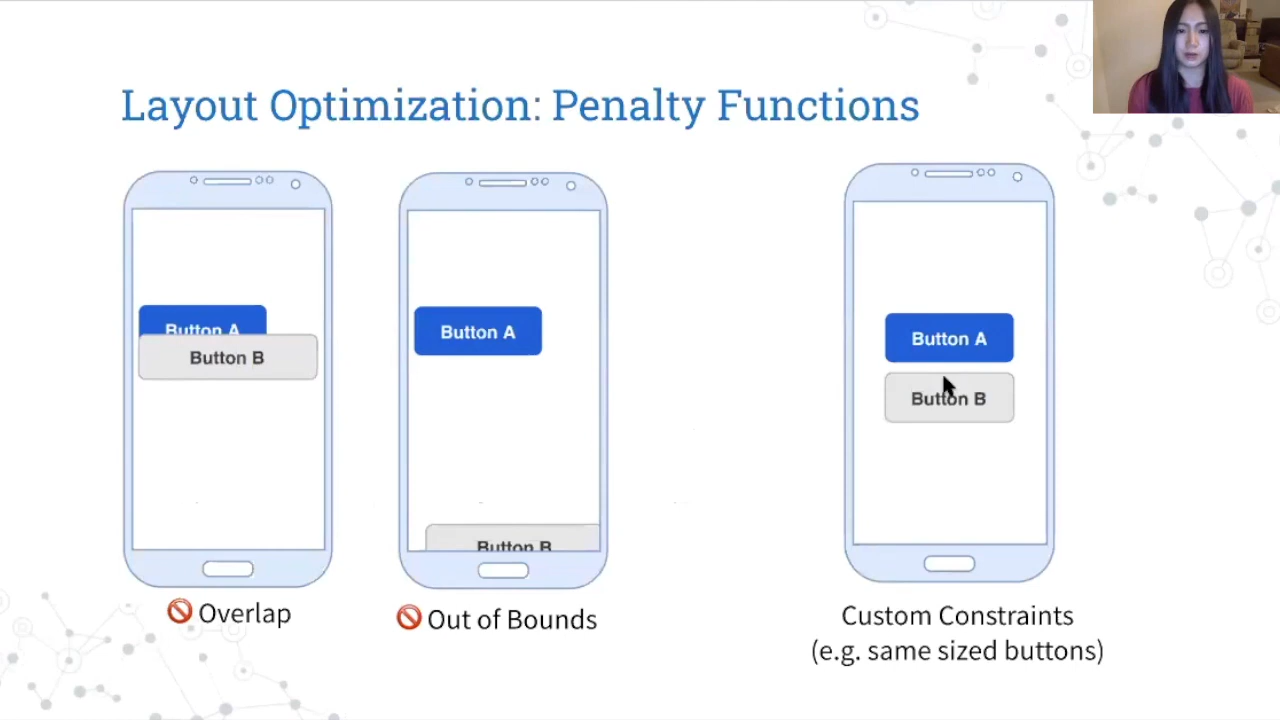 Layout Optimization: Penalty Functions
Button A
Button B
Button A
Button B
Button A
Button B
🚫 Overlap
🚫 Out of Bounds
Custom Constraints
(e.g. same sized buttons)